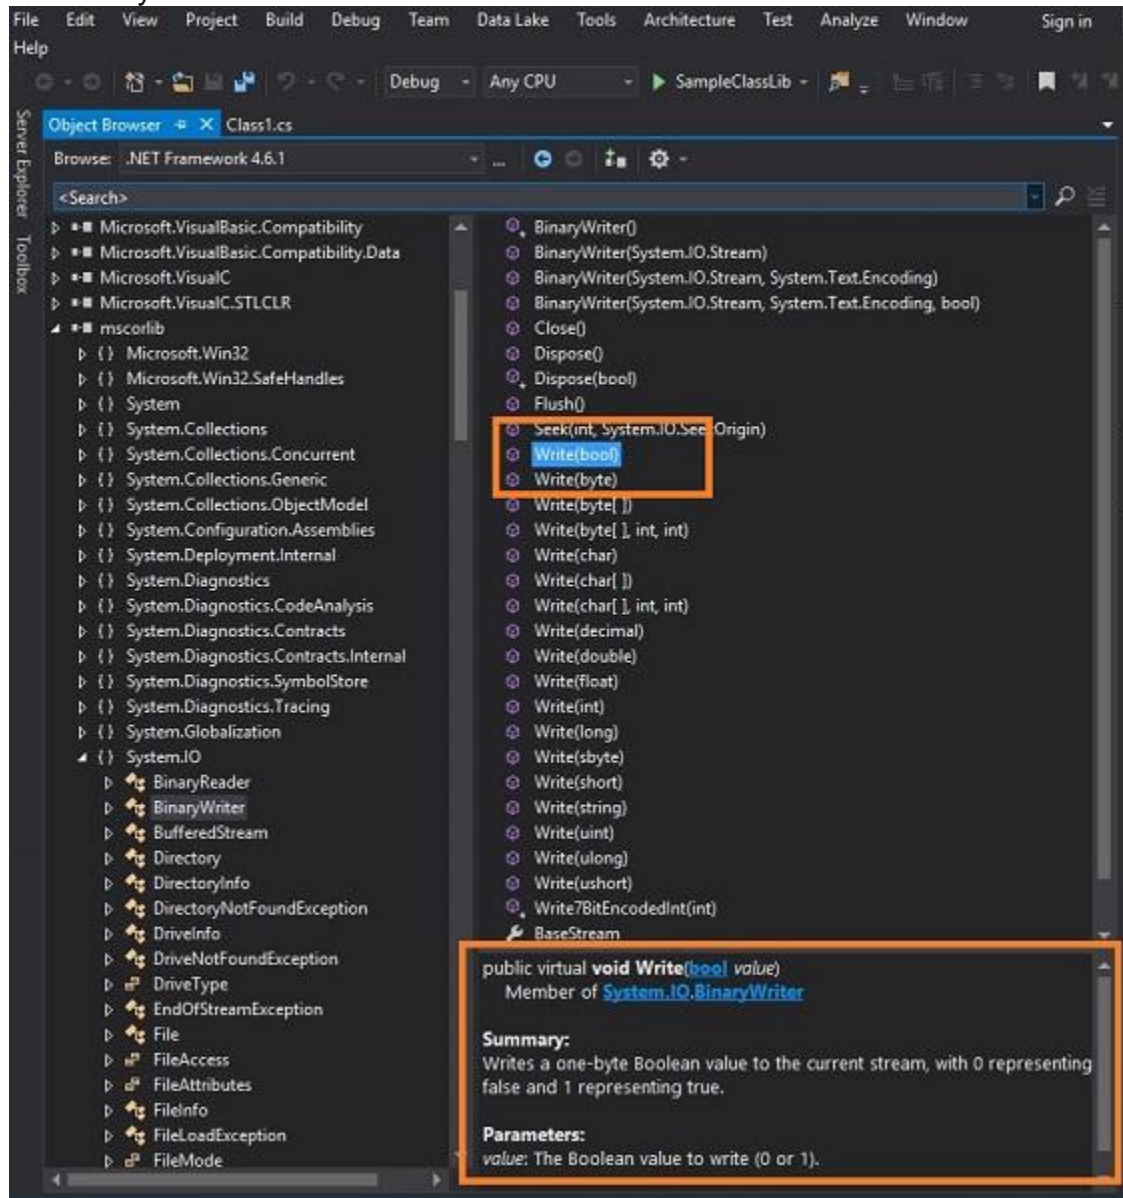 File Edit View Project Build Debug Team Data Lake Tools Architecture Test Analyze Window Sign in
Help
Debug Any CPU SampleClassLib
Server Explorer
Toolbox
Object Browser Class1.cs
Browse: .NET Framework 4.6.1 ...
<Search>
Microsoft.VisualBasic.Compatibility
Microsoft.VisualBasic.Compatibility.Data
Microsoft.VisualC
Microsoft.VisualC.STLCLR
mscorlib
{} Microsoft.Win32
{} Microsoft.Win32.SafeHandles
{} System
{} System.Collections
{} System.Collections.Concurrent
{} System.Collections.Generic
{} System.Collections.ObjectModel
{} System.Configuration.Assemblies
{} System.Deployment.Internal
{} System.Diagnostics
{} System.Diagnostics.CodeAnalysis
{} System.Diagnostics.Contracts
{} System.Diagnostics.Contracts.Internal
{} System.Diagnostics.SymbolStore
{} System.Diagnostics.Tracing
{} System.Globalization
{} System.IO
BinaryReader
BinaryWriter
BufferedStream
Directory
DirectoryInfo
DirectoryNotFoundException
DriveInfo
DriveNotFoundException
DriveType
EndOfStreamException
File
FileAccess
FileAttributes
FileInfo
FileLoadException
FileMode
BinaryWriter()
BinaryWriter(System.IO.Stream)
BinaryWriter(System.IO.Stream, System.Text.Encoding)
BinaryWriter(System.IO.Stream, System.Text.Encoding, bool)
Close()
Dispose()
Dispose(bool)
Flush()
Seek(int, System.IO.SeekOrigin)
Write(bool)
Write(byte)
Write(byte[ ])
Write(byte[ ], int, int)
Write(char)
Write(char[ ])
Write(char[ ], int, int)
Write(decimal)
Write(double)
Write(float)
Write(int)
Write(long)
Write(sbyte)
Write(short)
Write(string)
Write(uint)
Write(ulong)
Write(ushort)
Write7BitEncodedInt(int)
BaseStream
public virtual void Write(bool value)
Member of System.IO.BinaryWriter
Summary:
Writes a one-byte Boolean value to the current stream, with 0 representing
false and 1 representing true.
Parameters:
value: The Boolean value to write (0 or 1).